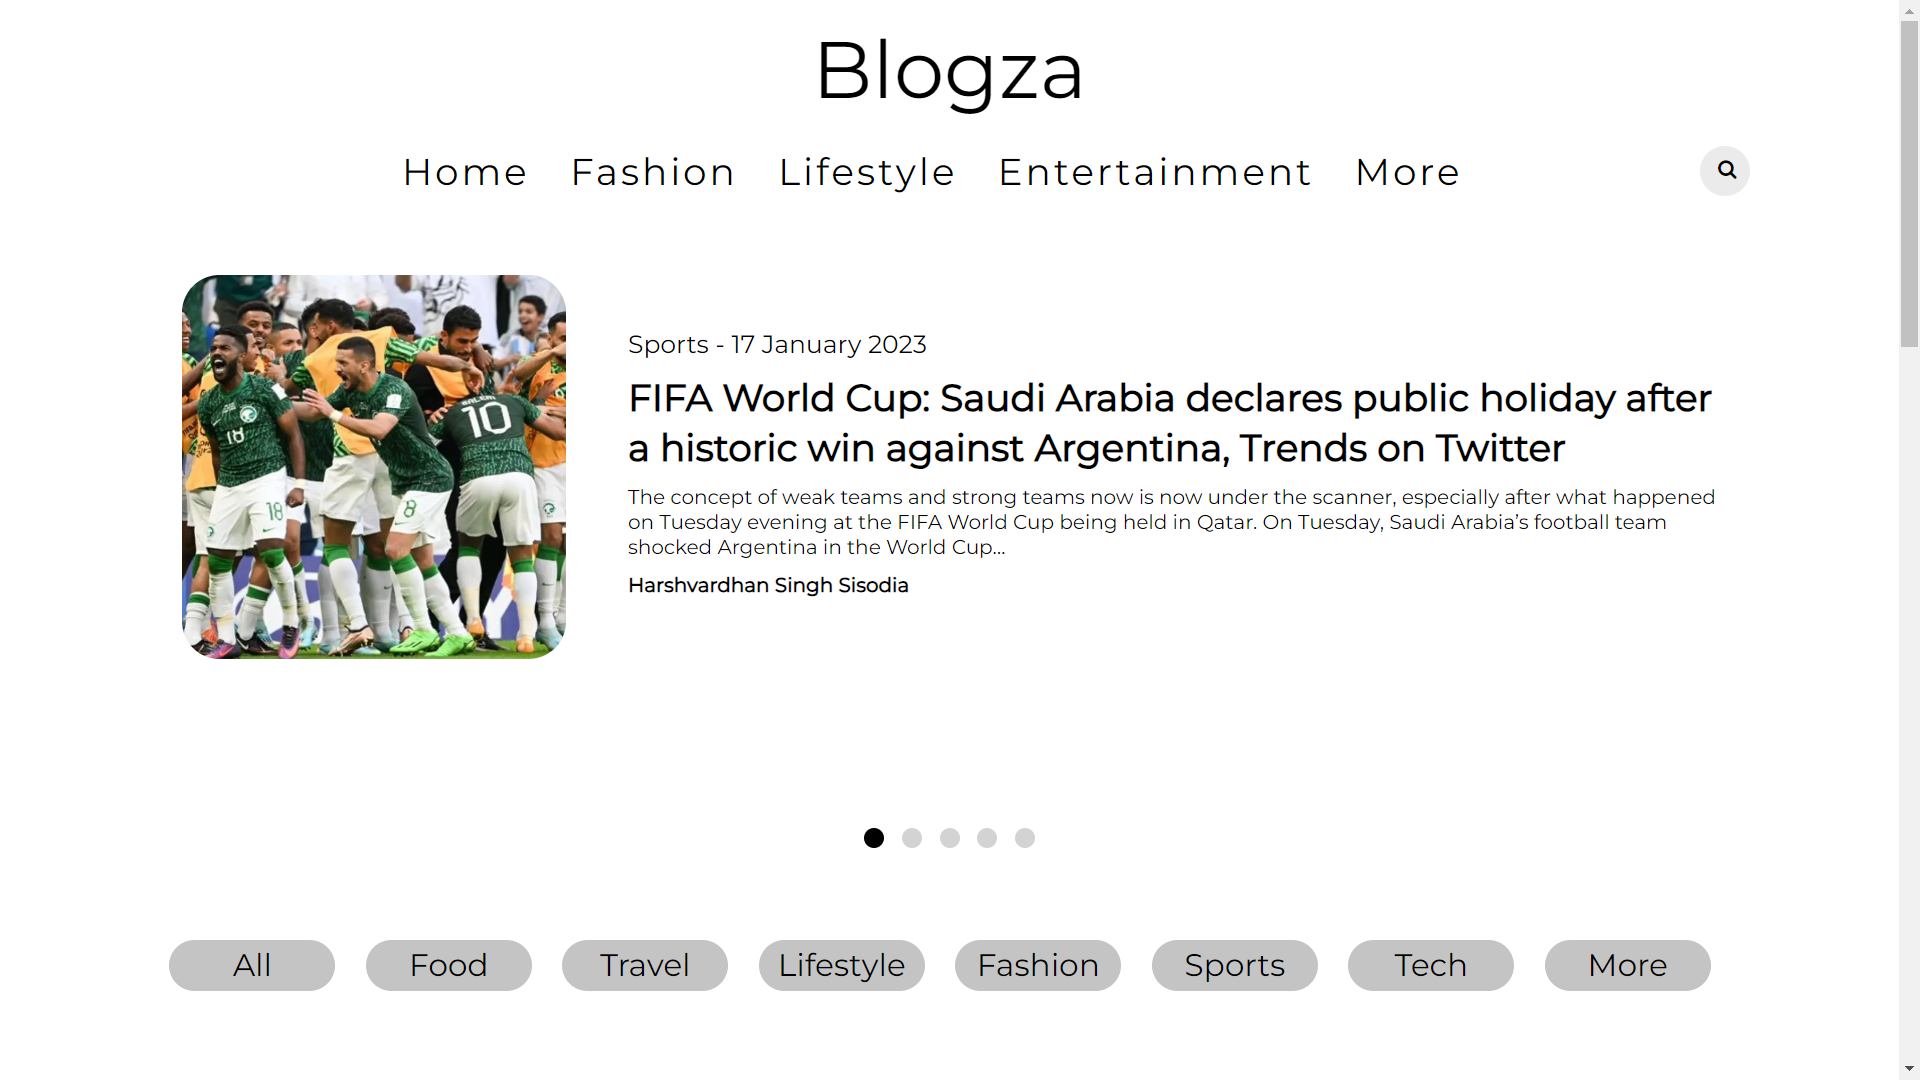 Blogza
Home Fashion Lifestyle Entertainment More
Sports - 17 January 2023
FIFA World Cup: Saudi Arabia declares public holiday after
a historic win against Argentina, Trends on Twitter
The concept of weak teams and strong teams now is now under the scanner, especially after what happened
on Tuesday evening at the FIFA World Cup being held in Qatar. On Tuesday, Saudi Arabia’s football team
shocked Argentina in the World Cup...
Harshvardhan Singh Sisodia
10
18
18
8
All Food Travel Lifestyle Fashion Sports Tech More